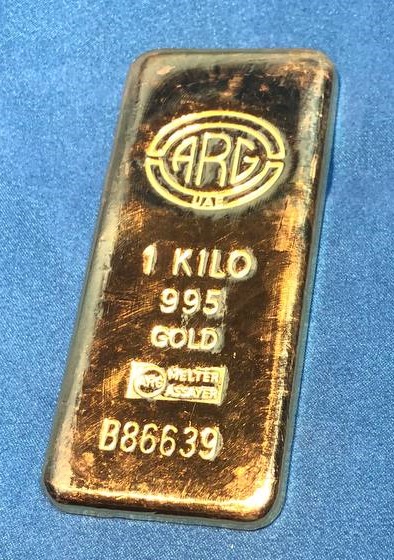 ARG
UAE
1 KILO
995
GOLD
ARG MELTER
ASSAYER
B86639